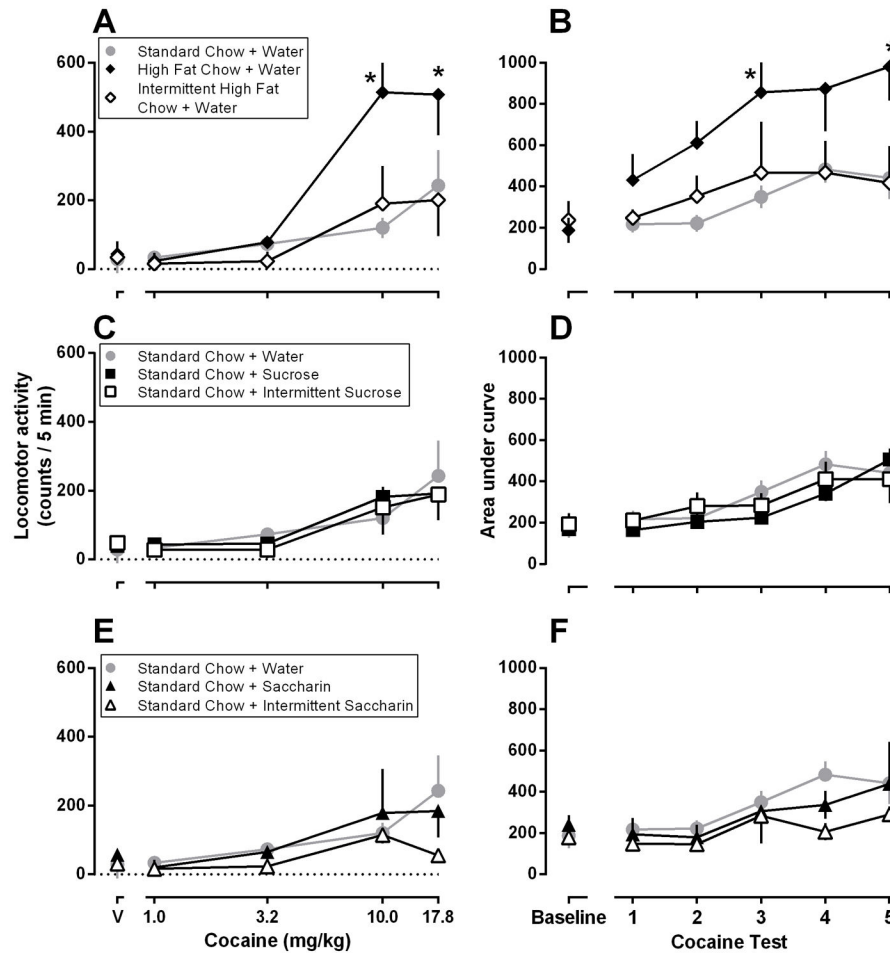 A
600
400
200
0
Standard Chow + Water
High Fat Chow + Water
Intermittent High Fat
Chow + Water
*
*
B
1000
800
600
400
200
0
*
*
C
600
400
200
0
Standard Chow + Water
Standard Chow + Sucrose
Standard Chow + Intermittent Sucrose
Locomotor activity
(counts / 5 min)
D
1000
800
600
400
200
0
Area under curve
E
600
400
200
0
Standard Chow + Water
Standard Chow + Saccharin
Standard Chow + Intermittent Saccharin
V 1.0 3.2 10.0 17.8
Cocaine (mg/kg)
F
1000
800
600
400
200
0
Baseline 1 2 3 4 5
Cocaine Test